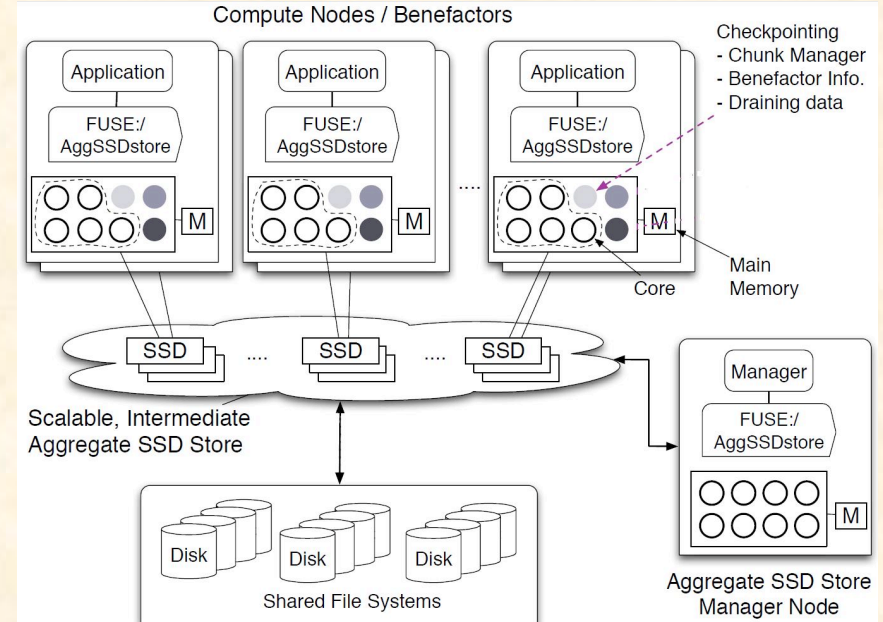 Compute Nodes / Benefactors
Checkpointing
- Chunk Manager
- Benefactor Info.
- Draining data
Application
FUSE:/
AggSSDstore
M
Application
FUSE:/
AggSSDstore
M
....
Application
FUSE:/
AggSSDstore
M
Core
Main
Memory
SSD
....
SSD
....
SSD
Scalable, Intermediate
Aggregate SSD Store
Manager
FUSE:/
AggSSDstore
M
Aggregate SSD Store
Manager Node
Disk
Disk
Disk
Shared File Systems